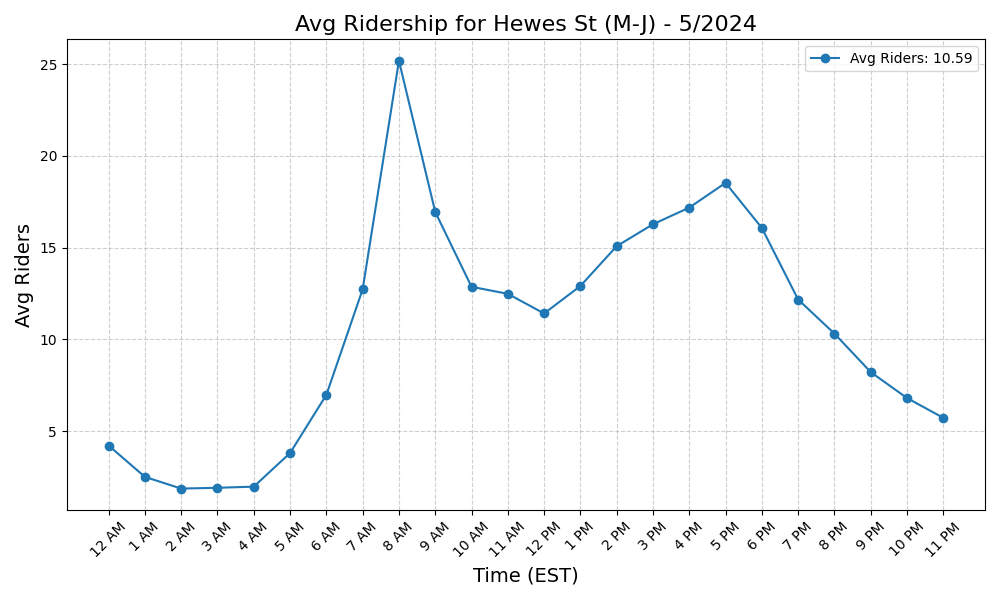 Avg Ridership for Hewes St (M-J) - 5/2024
Avg Riders: 10.59
Avg Riders
25
20
15
10
5
12 AM
1 AM
2 AM
3 AM
4 AM
5 AM
6 AM
7 AM
8 AM
9 AM
10 AM
11 AM
12 PM
1 PM
2 PM
3 PM
4 PM
5 PM
6 PM
7 PM
8 PM
9 PM
10 PM
11 PM
Time (EST)